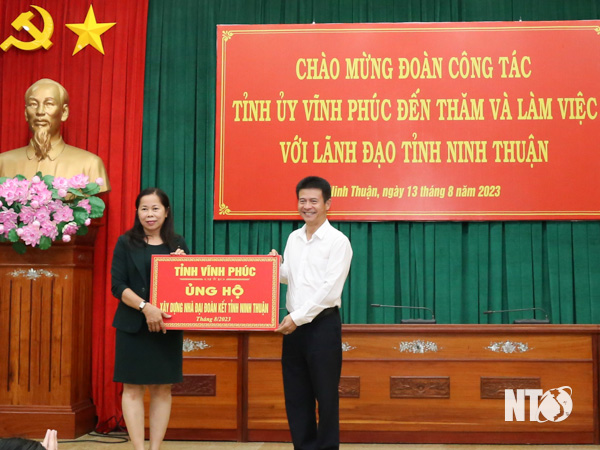 CHÀO MỪNG ĐOÀN CÔNG TÁC
TỈNH ỦY VĨNH PHÚC ĐẾN THĂM VÀ LÀM VIỆC
VỚI LÃNH ĐẠO TỈNH NINH THUẬN
Ninh Thuận, ngày 13 tháng 8 năm 2023
TỈNH VĨNH PHÚC
ỦNG HỘ
XÂY DỰNG NHÀ ĐẠI ĐOÀN KẾT TỈNH NINH THUẬN
Tháng 8/2023
NTO